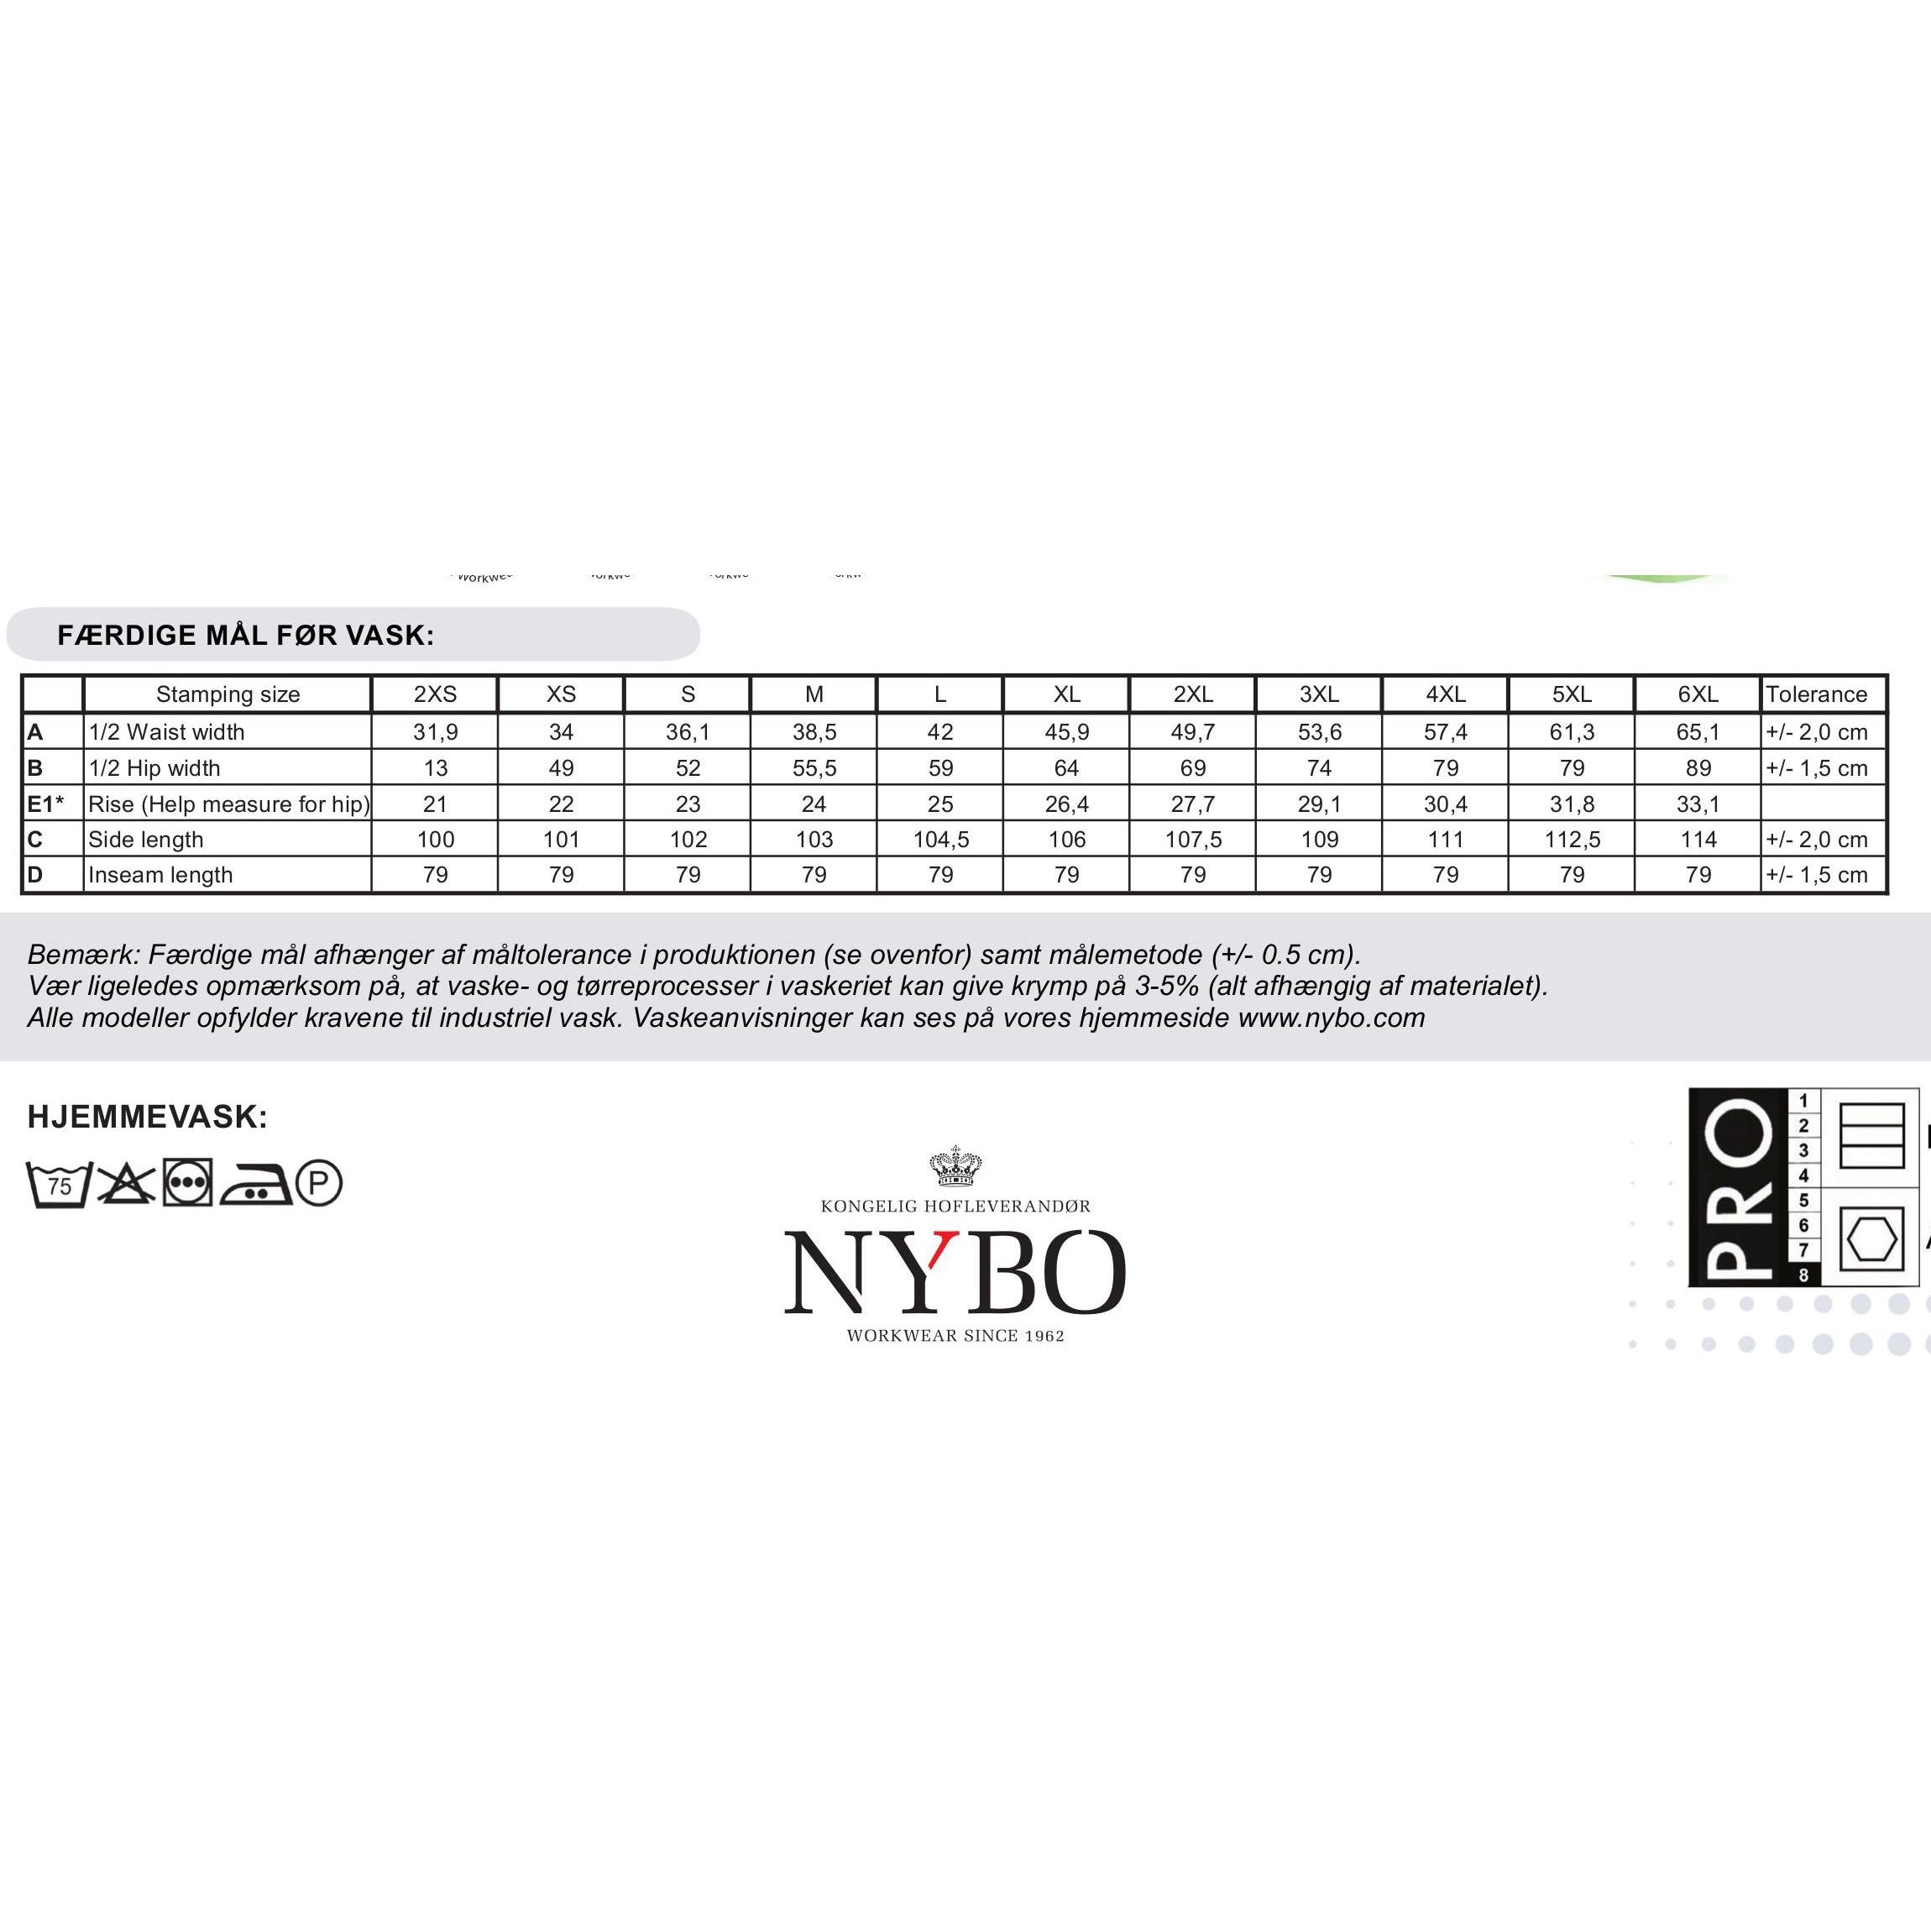 FÆRDIGE MÅL FØR VASK:
Stamping size 2XS XS S M L XL 2XL 3XL 4XL 5XL 6XL Tolerance
A 1/2 Waist width 31,9 34 36,1 38,5 42 45,9 49,7 53,6 57,4 61,3 65,1 +/- 2,0 cm
B 1/2 Hip width 13 49 52 55,5 59 64 69 74 79 79 89 +/- 1,5 cm
E1* Rise (Help measure for hip) 21 22 23 24 25 26,4 27,7 29,1 30,4 31,8 33,1
C Side length 100 101 102 103 104,5 106 107,5 109 111 112,5 114 +/- 2,0 cm
D Inseam length 79 79 79 79 79 79 79 79 79 79 79 +/- 1,5 cm
Bemærk: Færdige mål afhænger af måltolerance i produktionen (se ovenfor) samt målemetode (+/- 0.5 cm).
Vær ligeledes opmærksom på, at vaske- og tørreprocesser i vaskeriet kan give krymp på 3-5% (alt afhængig af materialet).
Alle modeller opfylder kravene til industriel vask. Vaskeanvisninger kan ses på vores hjemmeside www.nybo.com
HJEMMEVASK:
75 P
KONGELIG HOFLEVERANDØR
NYBO
WORKWEAR SINCE 1962
PRO
1
2
3
4
5
6
7
8